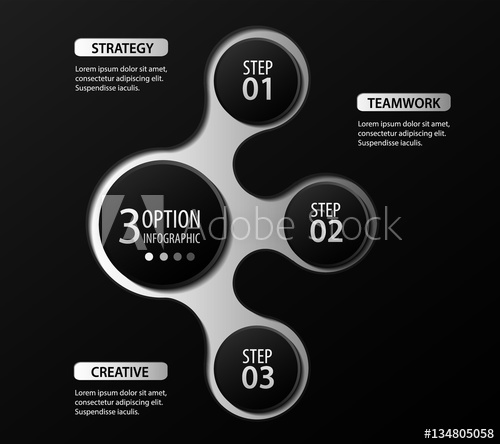 STRATEGY
Lorem ipsum dolor sit amet,
consectetur adipiscing elit.
Suspendisse iaculis.
STEP
01
TEAMWORK
Lorem ipsum dolor sit amet,
consectetur adipiscing elit.
Suspendisse iaculis.
3 OPTION
INFOGRAPHIC
STEP
02
Adobe Stock
STEP
03
CREATIVE
Lorem ipsum dolor sit amet,
consectetur adipiscing elit.
Suspendisse iaculis.
#134805058